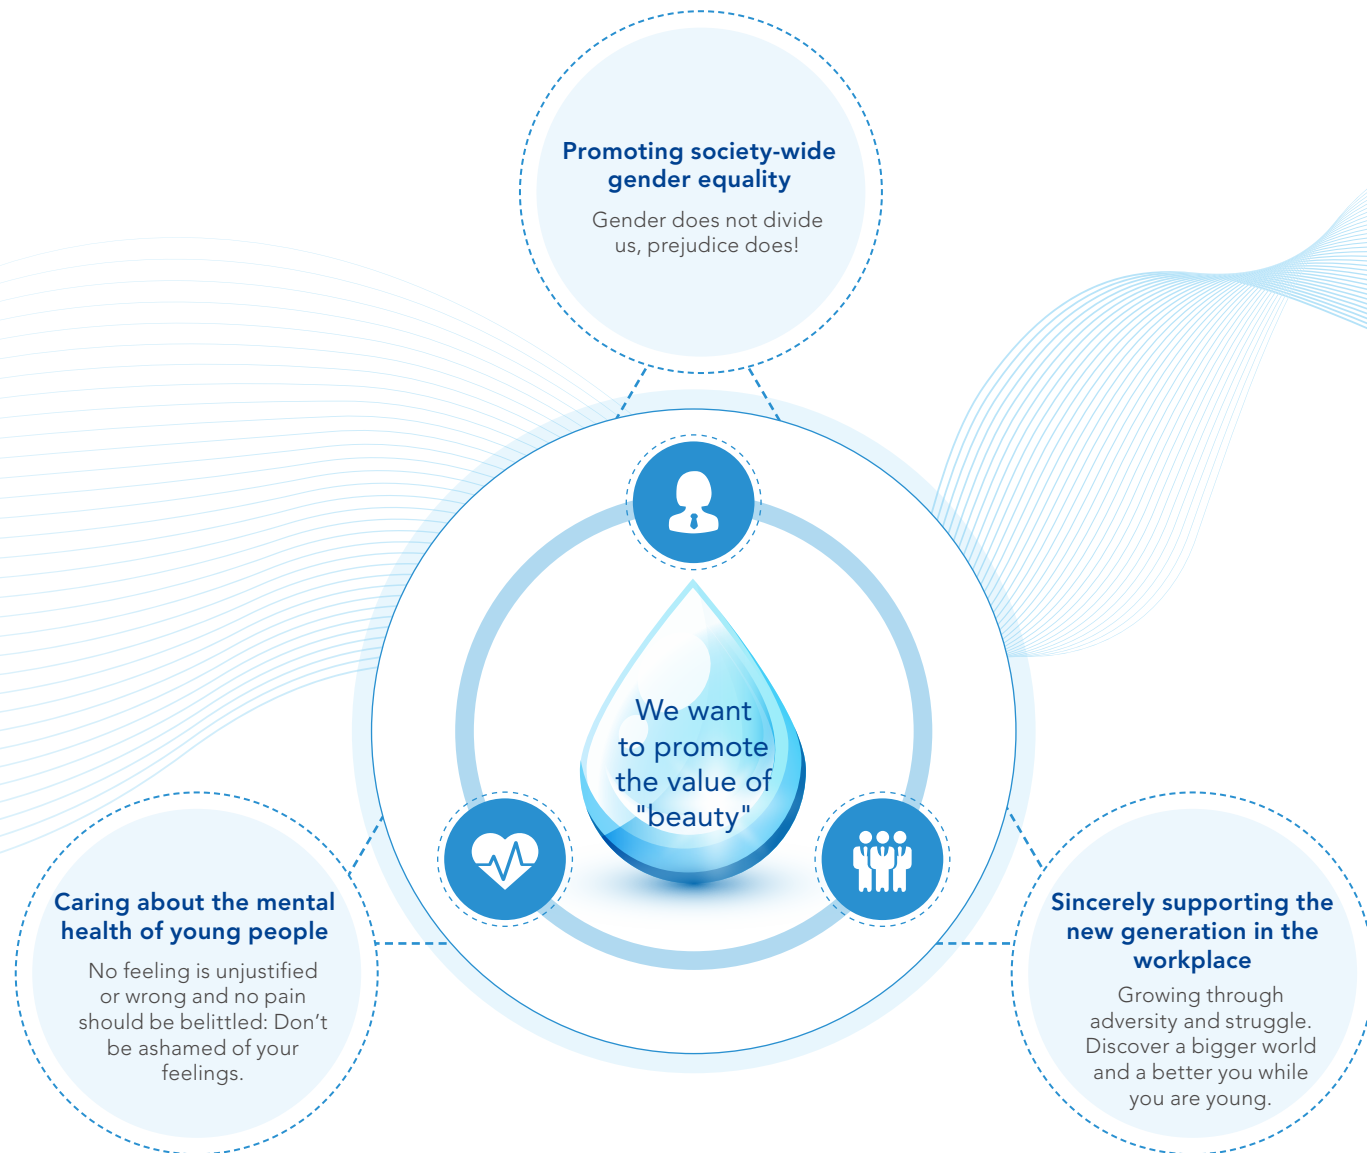 Promoting society-wide
gender equality
Gender does not divide
us, prejudice does!
We want
to promote
the value of
"beauty"
Caring about the mental
health of young people
No feeling is unjustified
or wrong and no pain
should be belittled: Don’t
be ashamed of your
feelings.
Sincerely supporting the
new generation in the
workplace
Growing through
adversity and struggle.
Discover a bigger world
and a better you while
you are young.